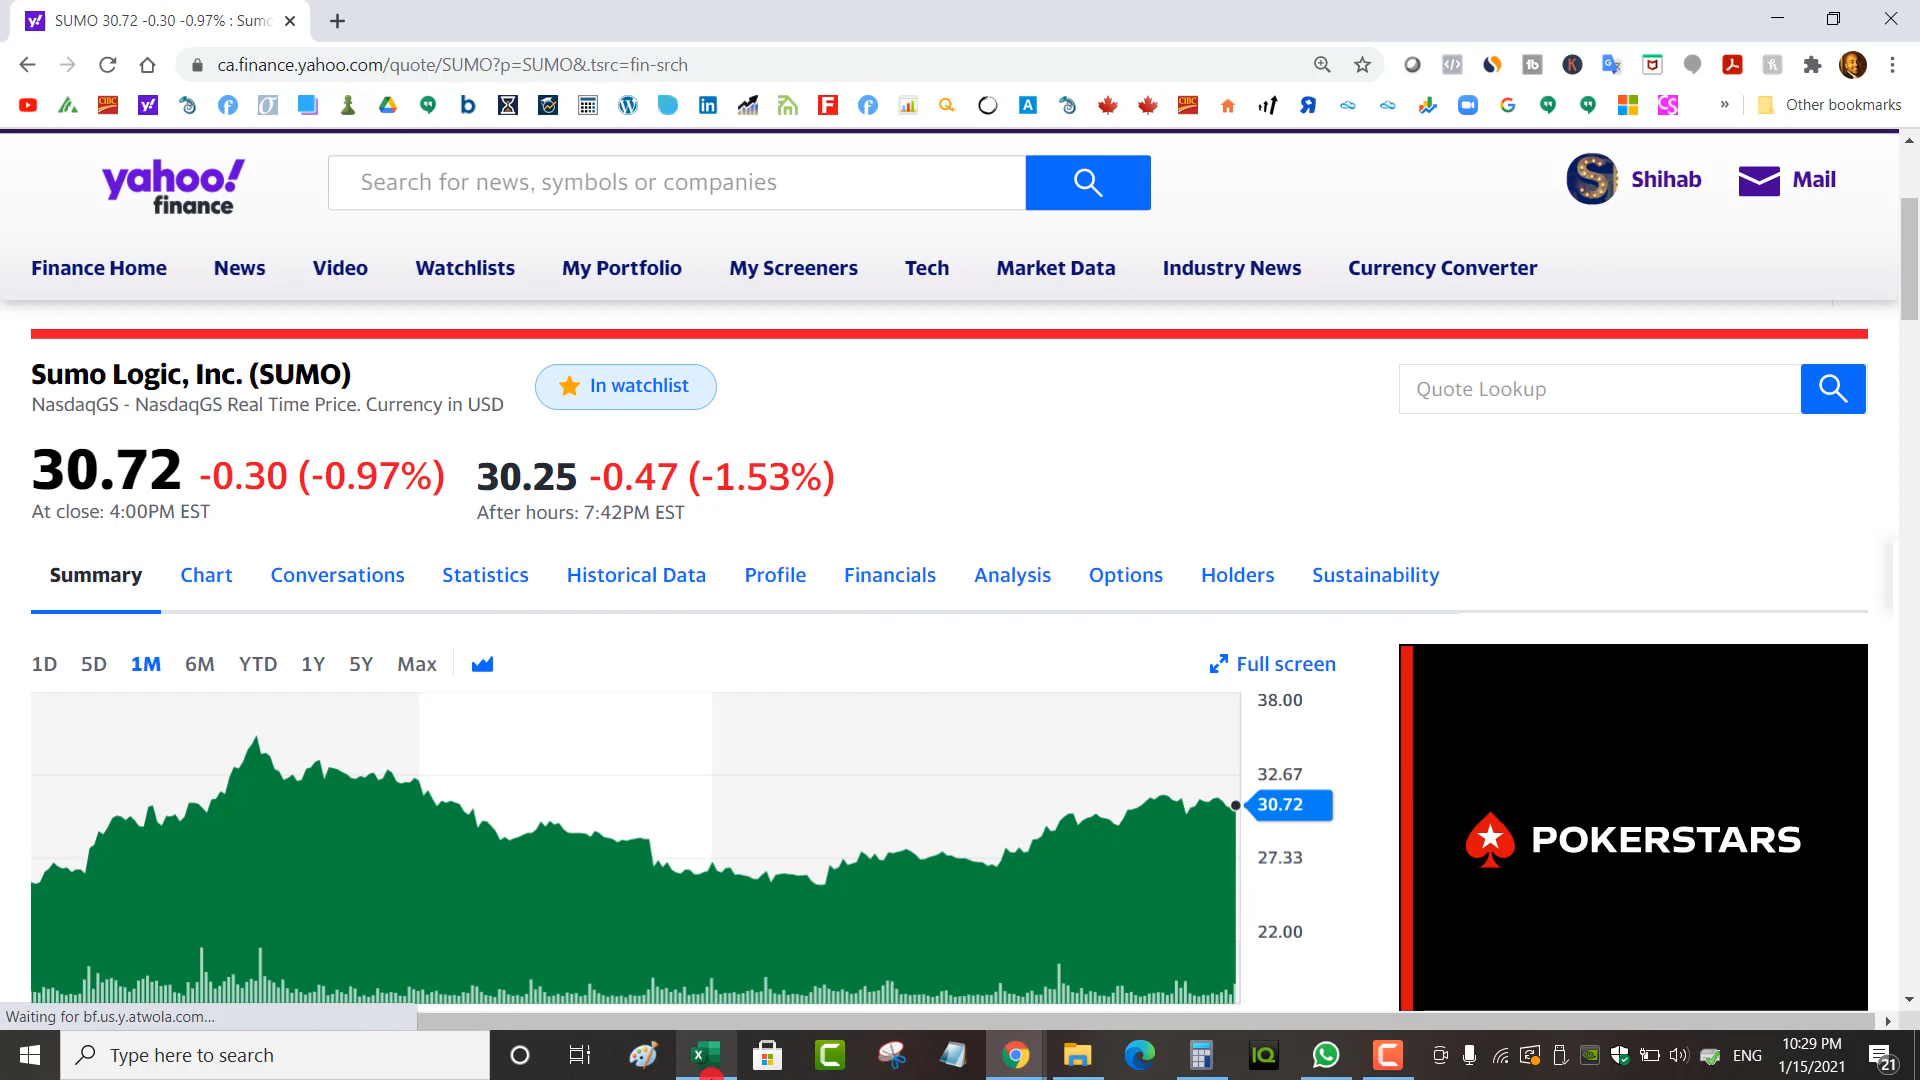 SUMO 30.72 -0.30 -0.97% : Sumo
ca.finance.yahoo.com/quote/SUMO?p=SUMO&.tsrc=fin-srch
Other bookmarks
yahoo!
finance
Search for news, symbols or companies
Shihab
Mail
Finance Home News Video Watchlists My Portfolio My Screeners Tech Market Data Industry News Currency Converter
Sumo Logic, Inc. (SUMO)
NasdaqGS - NasdaqGS Real Time Price. Currency in USD
In watchlist
Quote Lookup
30.72 -0.30 (-0.97%) 30.25 -0.47 (-1.53%)
At close: 4:00PM EST After hours: 7:42PM EST
Summary Chart Conversations Statistics Historical Data Profile Financials Analysis Options Holders Sustainability
1D 5D 1M 6M YTD 1Y 5Y Max Full screen
38.00
32.67
30.72
27.33
22.00
POKERSTARS
Waiting for bf.us.y.atwola.com...
Type here to search
ENG
10:29 PM
1/15/2021
21